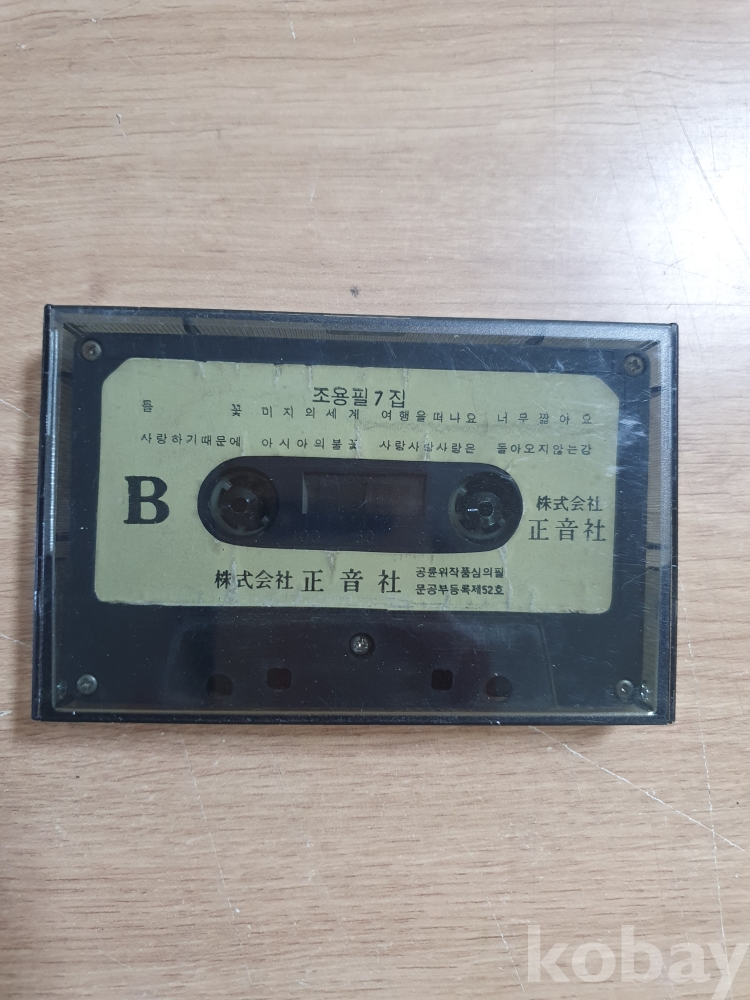 조용필 7 집
들 꽃 미지의세계 여행을떠나요 너무짧아요
사랑하기때문에 아시아의불꽃 사랑사랑사랑은 돌아오지않는강
B
株式会社
正音社
株式会社 正音社 공륜위작품심의필
문공부등록제52호
kobay